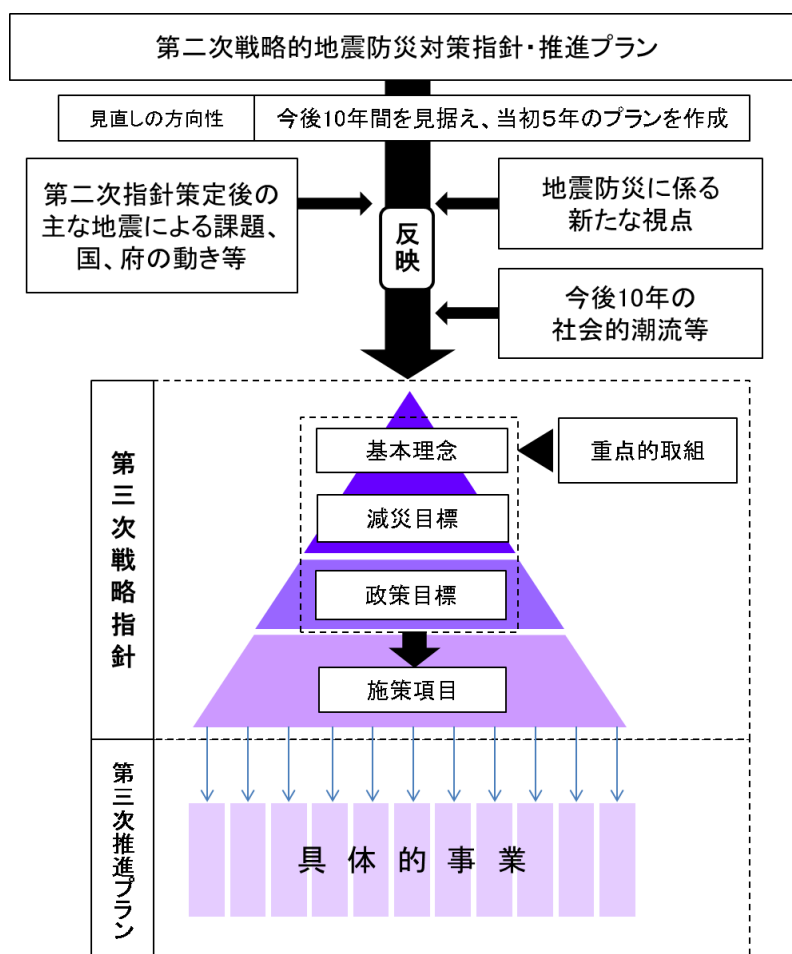 第二次戦略的地震防災対策指針・推進プラン
見直しの方向性
今後10年間を見据え、当初5年のプランを作成
第二次指針策定後の
主な地震による課題、
国、府の動き等
地震防災に係る
新たな視点
反映
今後10年の
社会的潮流等
第三次戦略指針
基本理念
重点的取組
減災目標
政策目標
施策項目
第三次推進プラン
具体的事業